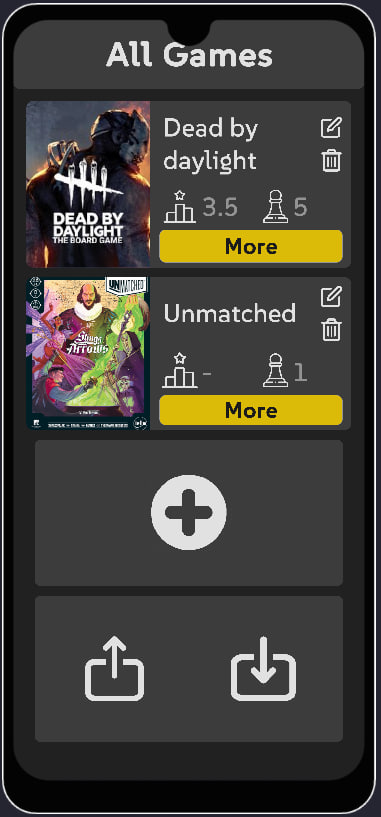 All Games
DEAD BY
DAYLIGHT
THE BOARD GAME
Dead by
daylight
3.5
5
More
UNMATCHED
Slings
Arrows
Unmatched
-
1
More